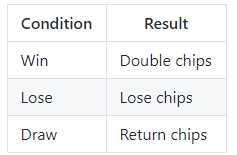 Condition Result
Win Double chips
Lose Lose chips
Draw Return chips